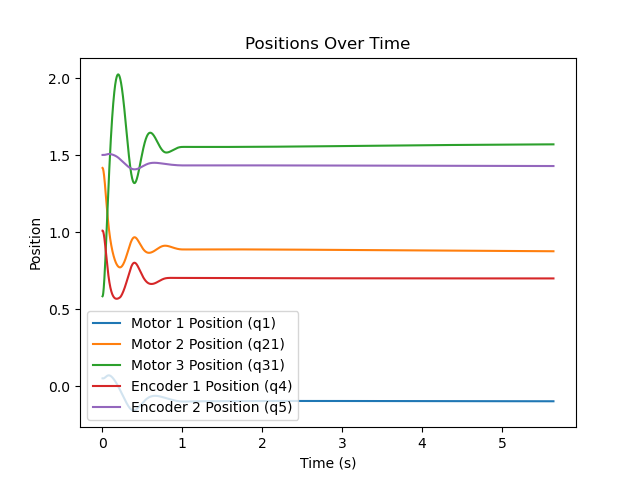 Positions Over Time
Position
2.0
1.5
1.0
0.5
0.0
Motor 1 Position (q1)
Motor 2 Position (q21)
Motor 3 Position (q31)
Encoder 1 Position (q4)
Encoder 2 Position (q5)
0 1 2 3 4 5
Time (s)